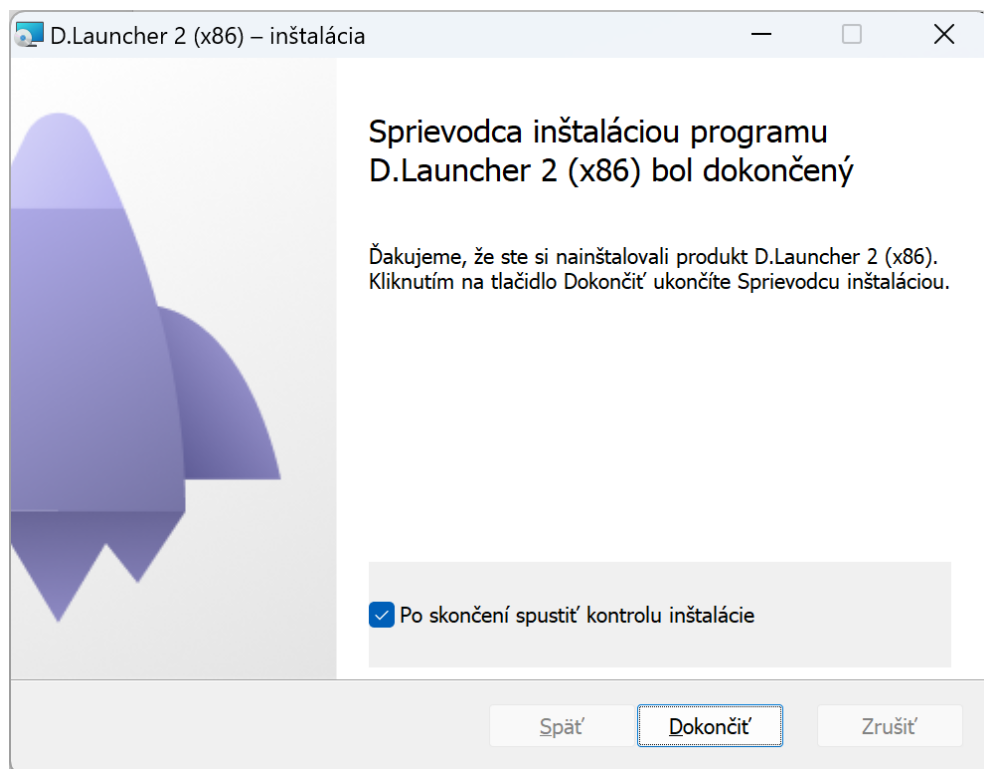 D.Launcher 2 (x86) – inštalácia
Sprievodca inštaláciou programu
D.Launcher 2 (x86) bol dokončený
Ďakujeme, že ste si nainštalovali produkt D.Launcher 2 (x86).
Kliknutím na tlačidlo Dokončiť ukončíte Sprievodcu inštaláciou.
Po skončení spustiť kontrolu inštalácie
Späť Dokončiť Zrušiť